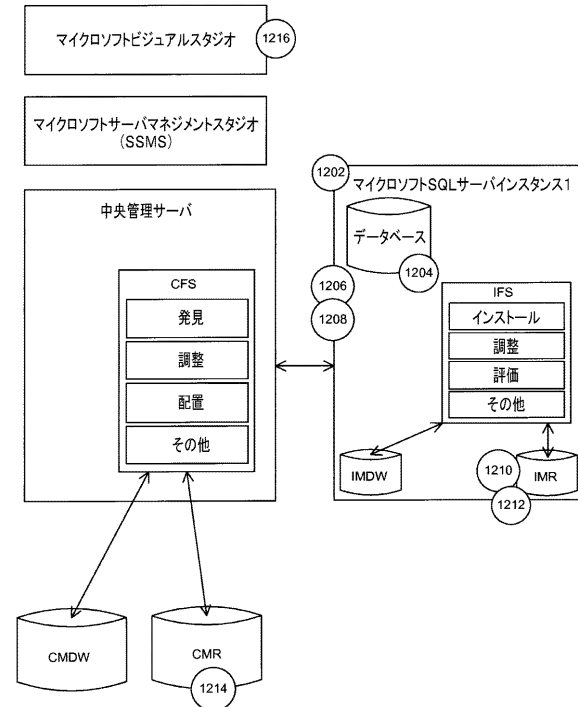 マイクロソフトビジュアルスタジオ
1216
マイクロソフトサーバマネジメントスタジオ
(SSMS)
中央管理サーバ
CFS
発見
調整
配置
その他
1202
マイクロソフトSQLサーバインスタンス1
データベース
1204
1206
1208
IFS
インストール
調整
評価
その他
IMDW
1210
IMR
1212
CMDW
CMR
1214